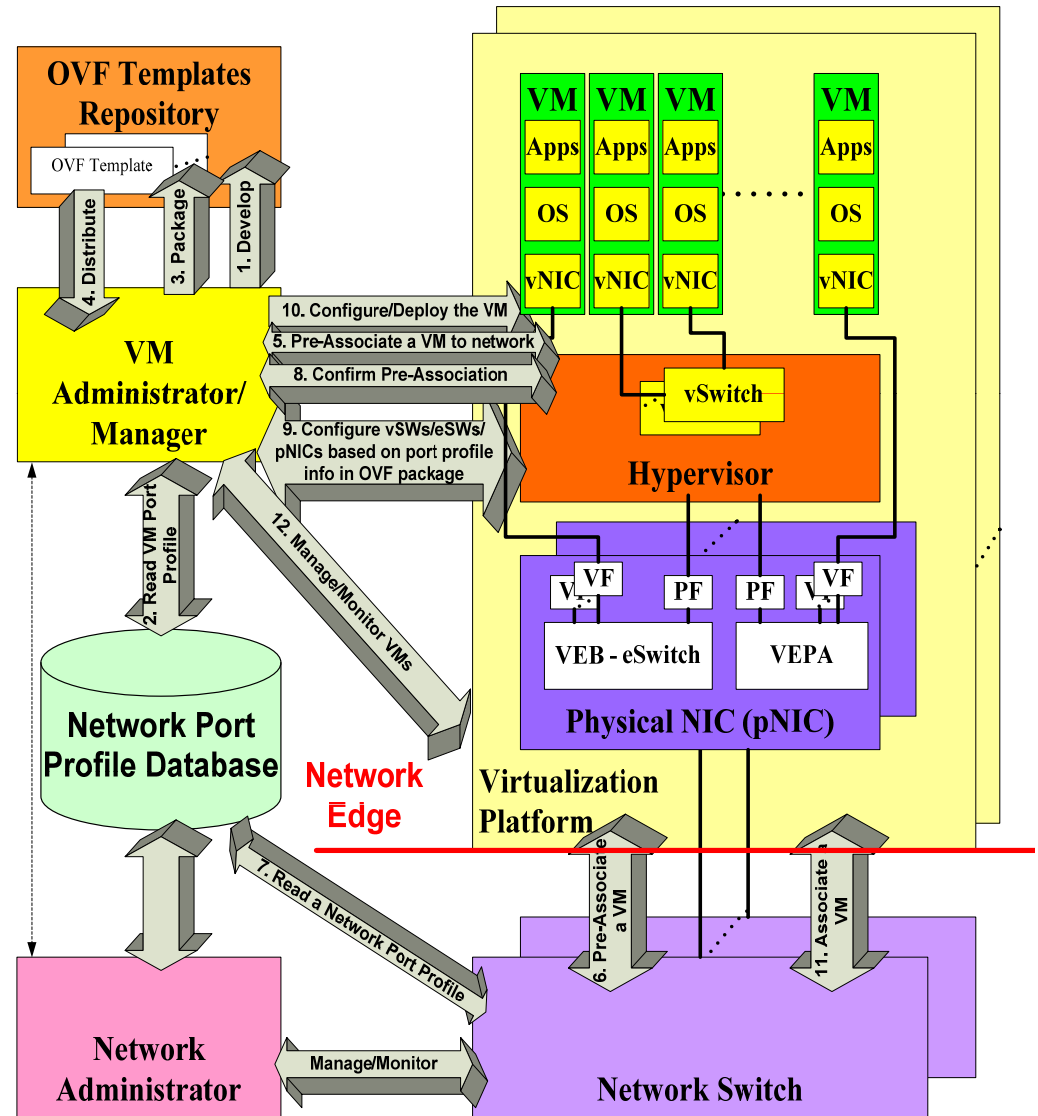 OVF Templates
Repository
OVF Template
4. Distribute
3. Package
1. Develop
VM
Administrator/
Manager
10. Configure/Deploy the VM
5. Pre-Associate a VM to network
8. Confirm Pre-Association
9. Configure vSWs/eSWs/
pNICs based on port profile
info in OVF package
12. Manage/Monitor VMs
2. Read VM Port
Profile
Network Port
Profile Database
7. Read a Network Port Profile
Network
Administrator
Manage/Monitor
VM
Apps
OS
vNIC
VM
Apps
OS
vNIC
VM
Apps
OS
vNIC
VM
Apps
OS
vNIC
vSwitch
Hypervisor
VF
PF
PF
VF
VEB - eSwitch
VEPA
Physical NIC (pNIC)
Network
Edge
Virtualization
Platform
6. Pre-Associate
a VM
11. Associate a
VM
Network Switch